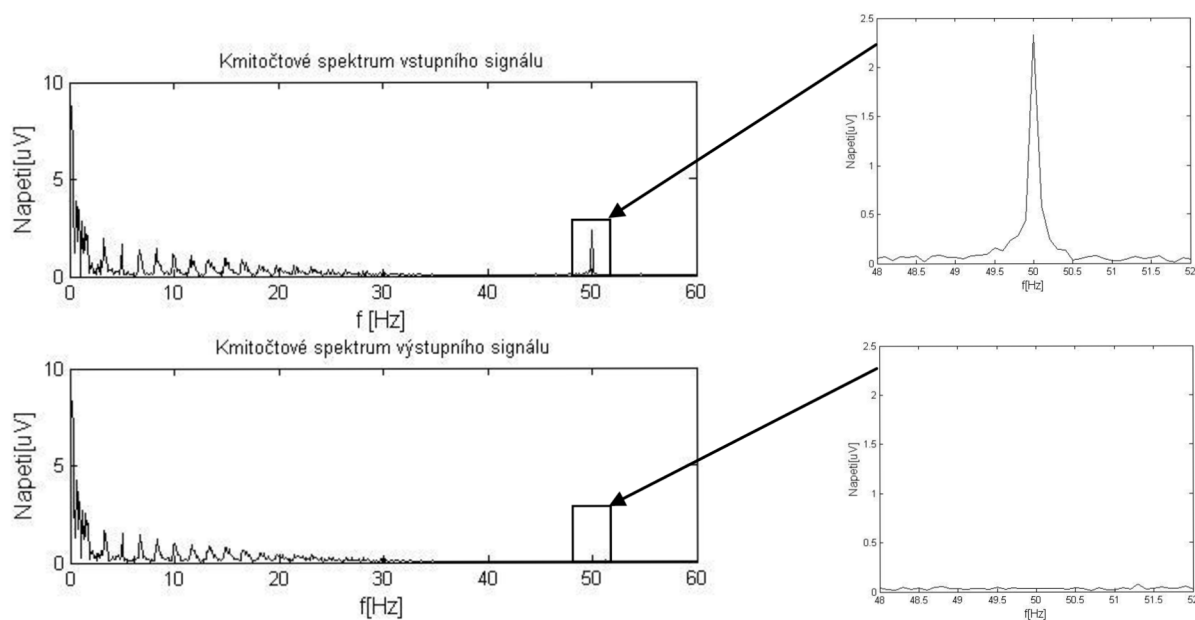 Kmitočtové spektrum vstupního signálu
10
5
0
Napeti[uV]
0 10 20 30 40 50 60
f [Hz]
2.5
2
1.5
1
0.5
0
Napeti[uV]
48 48.5 49 49.5 50 50.5 51 51.5 52
f[Hz]
Kmitočtové spektrum výstupního signálu
10
5
0
Napeti[uV]
0 10 20 30 40 50 60
f[Hz]
2.5
2
1.5
1
0.5
0
Napeti[uV]
48 48.5 49 49.5 50 50.5 51 51.5 52
f[Hz]